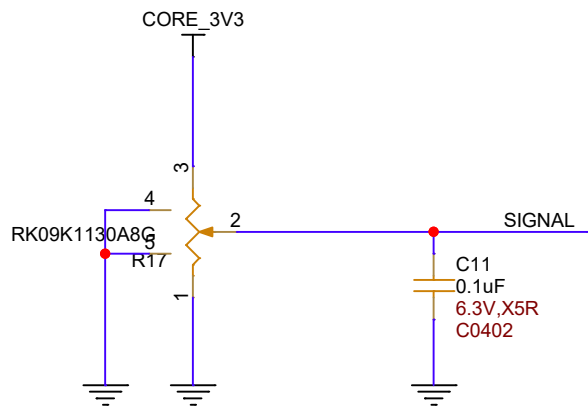 CORE_3V3
3
4
2
SIGNAL
RK09K1130A8G
5
R17
1
C11
0.1uF
6.3V,X5R
C0402